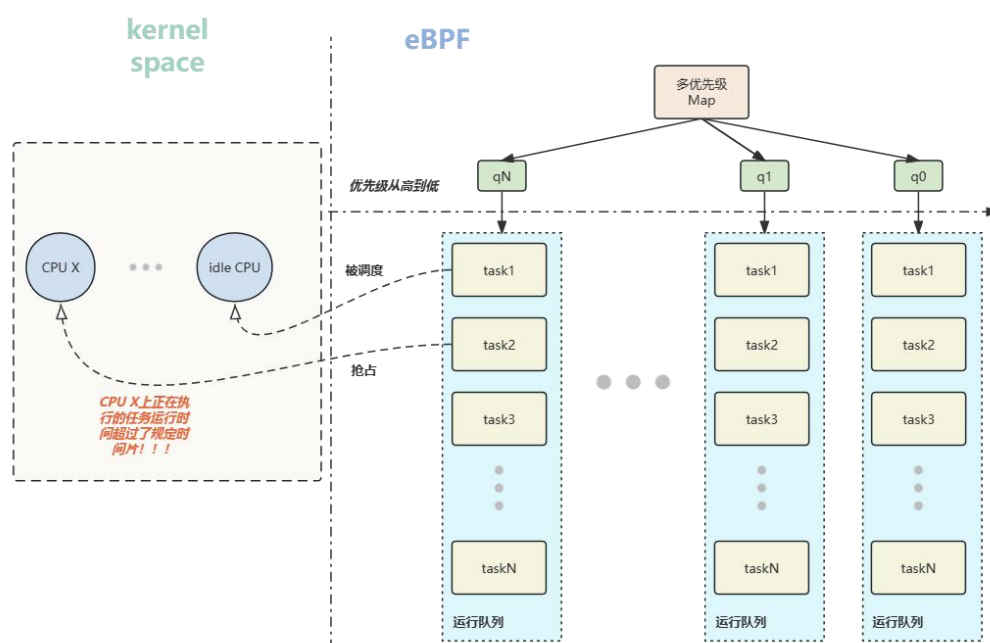 kernel
space
eBPF
多优先级
Map
qN
q1
q0
优先级从高到低
CPU X
idle CPU
被调度
抢占
CPU X上正在执
行的任务运行时
间超过了规定时
间片！！！
task1
task2
task3
taskN
运行队列
task1
task2
task3
taskN
运行队列
task1
task2
task3
taskN
运行队列